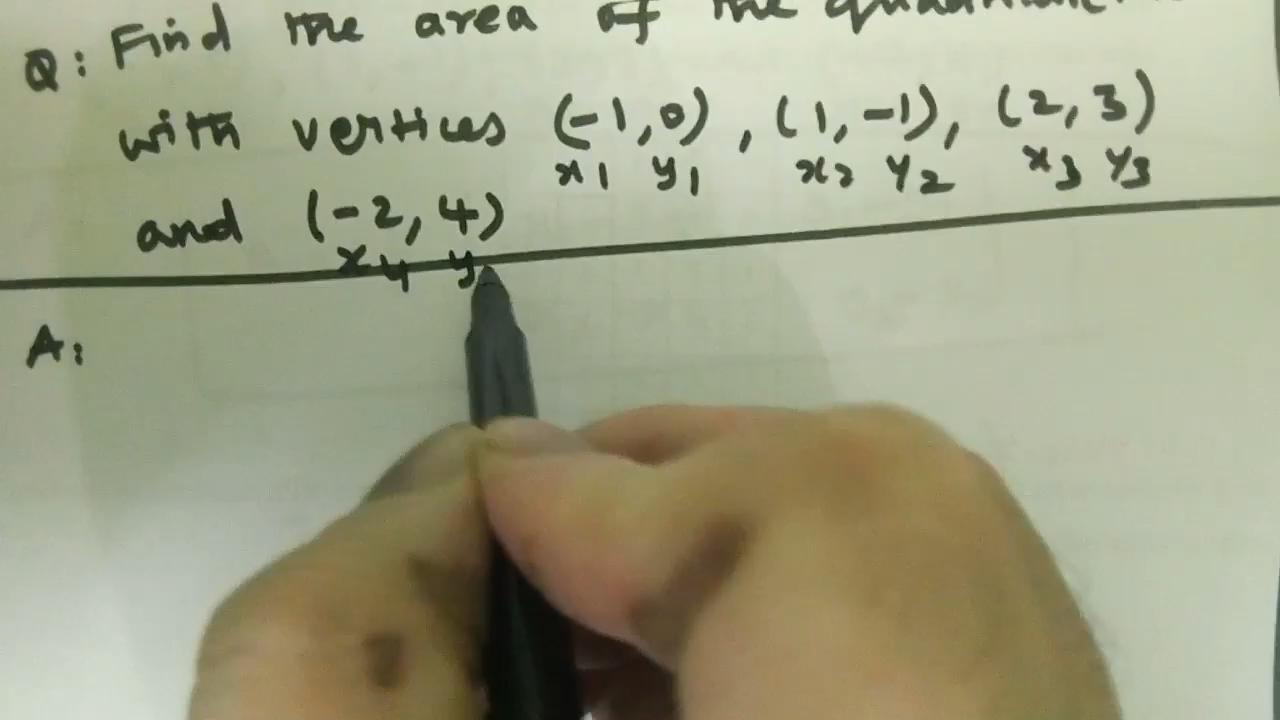 Q: Find the area of the
with vertices (-1,0), (1,-1), (2,3)
x1 y1 x2 y2 x3 y3
and (-2,4)
x4 y
A: